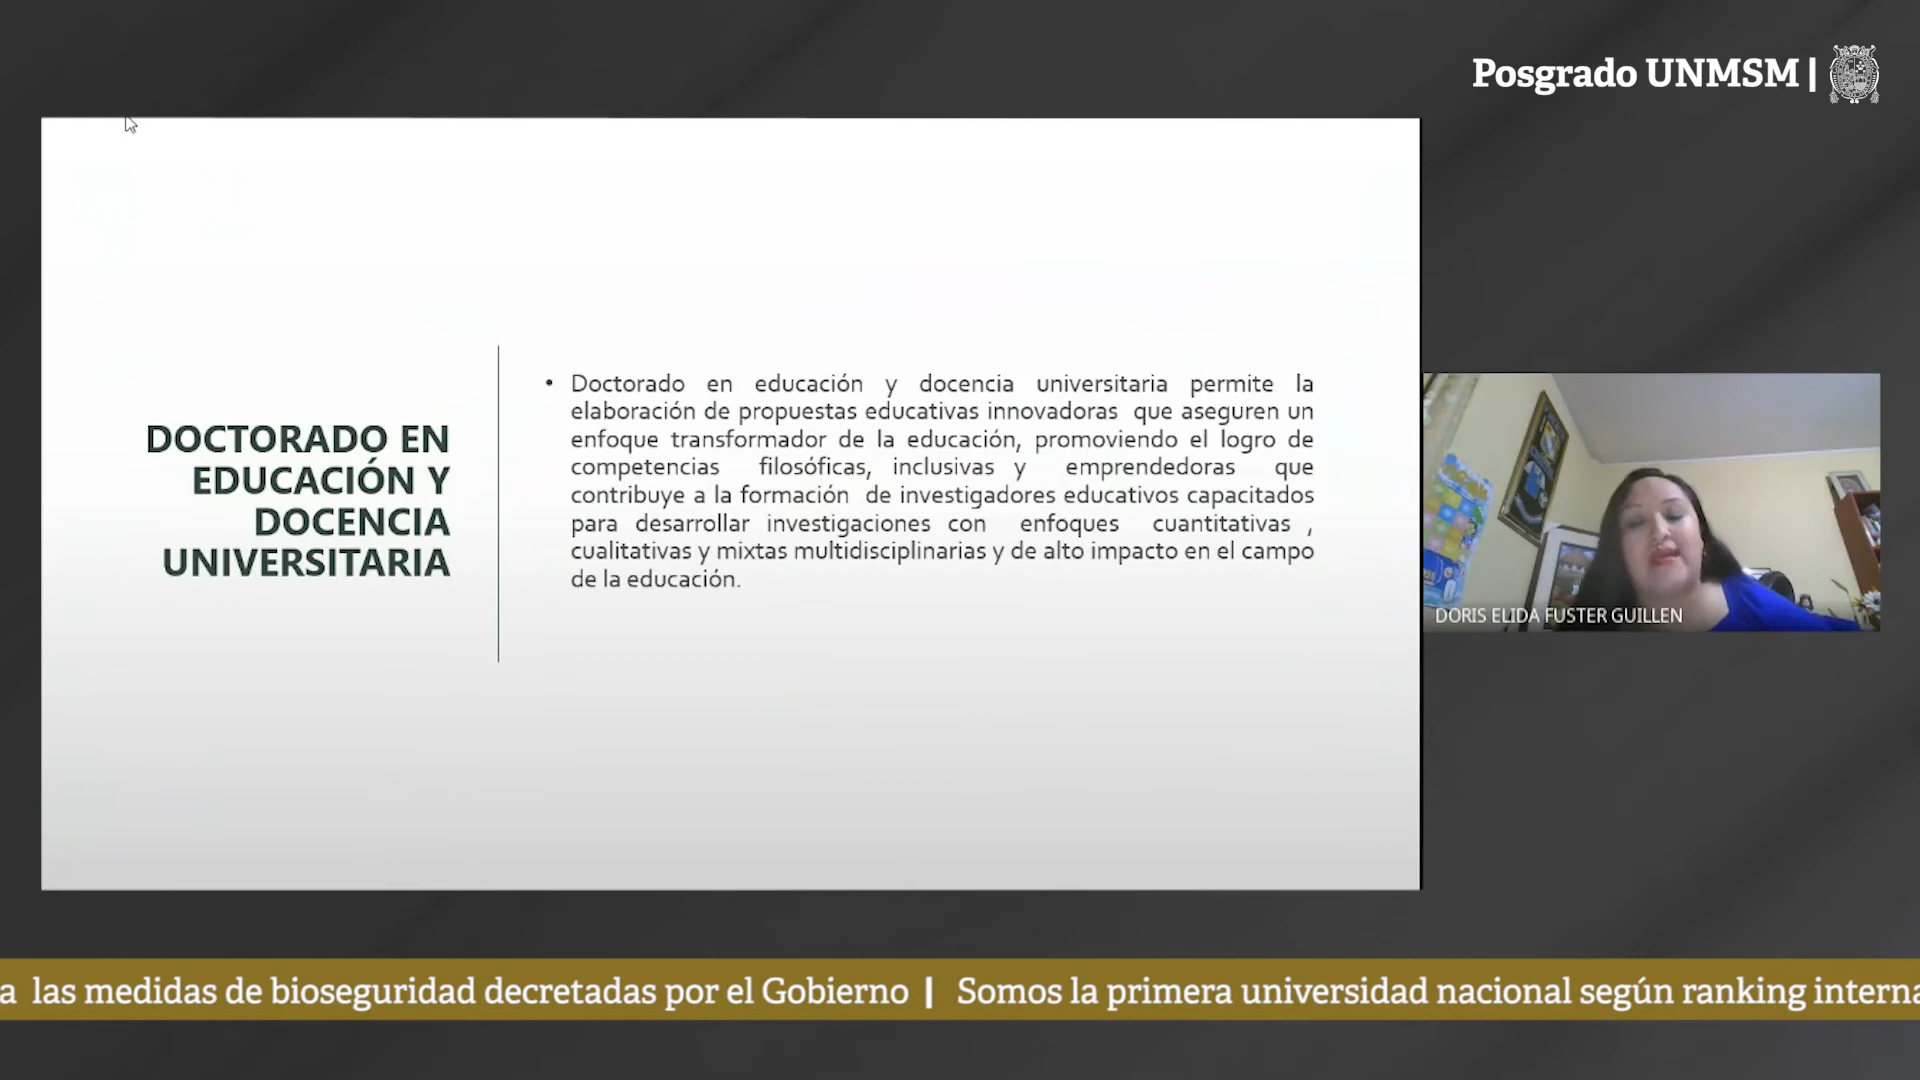 Posgrado UNMSM |
DOCTORADO EN
EDUCACIÓN Y
DOCENCIA
UNIVERSITARIA
• Doctorado en educación y docencia universitaria permite la
elaboración de propuestas educativas innovadoras que aseguren un
enfoque transformador de la educación, promoviendo el logro de
competencias filosóficas, inclusivas y emprendedoras que
contribuye a la formación de investigadores educativos capacitados
para desarrollar investigaciones con enfoques cuantitativas ,
cualitativas y mixtas multidisciplinarias y de alto impacto en el campo
de la educación.
DORIS ELIDA FUSTER GUILLEN
a las medidas de bioseguridad decretadas por el Gobierno | Somos la primera universidad nacional según ranking interna